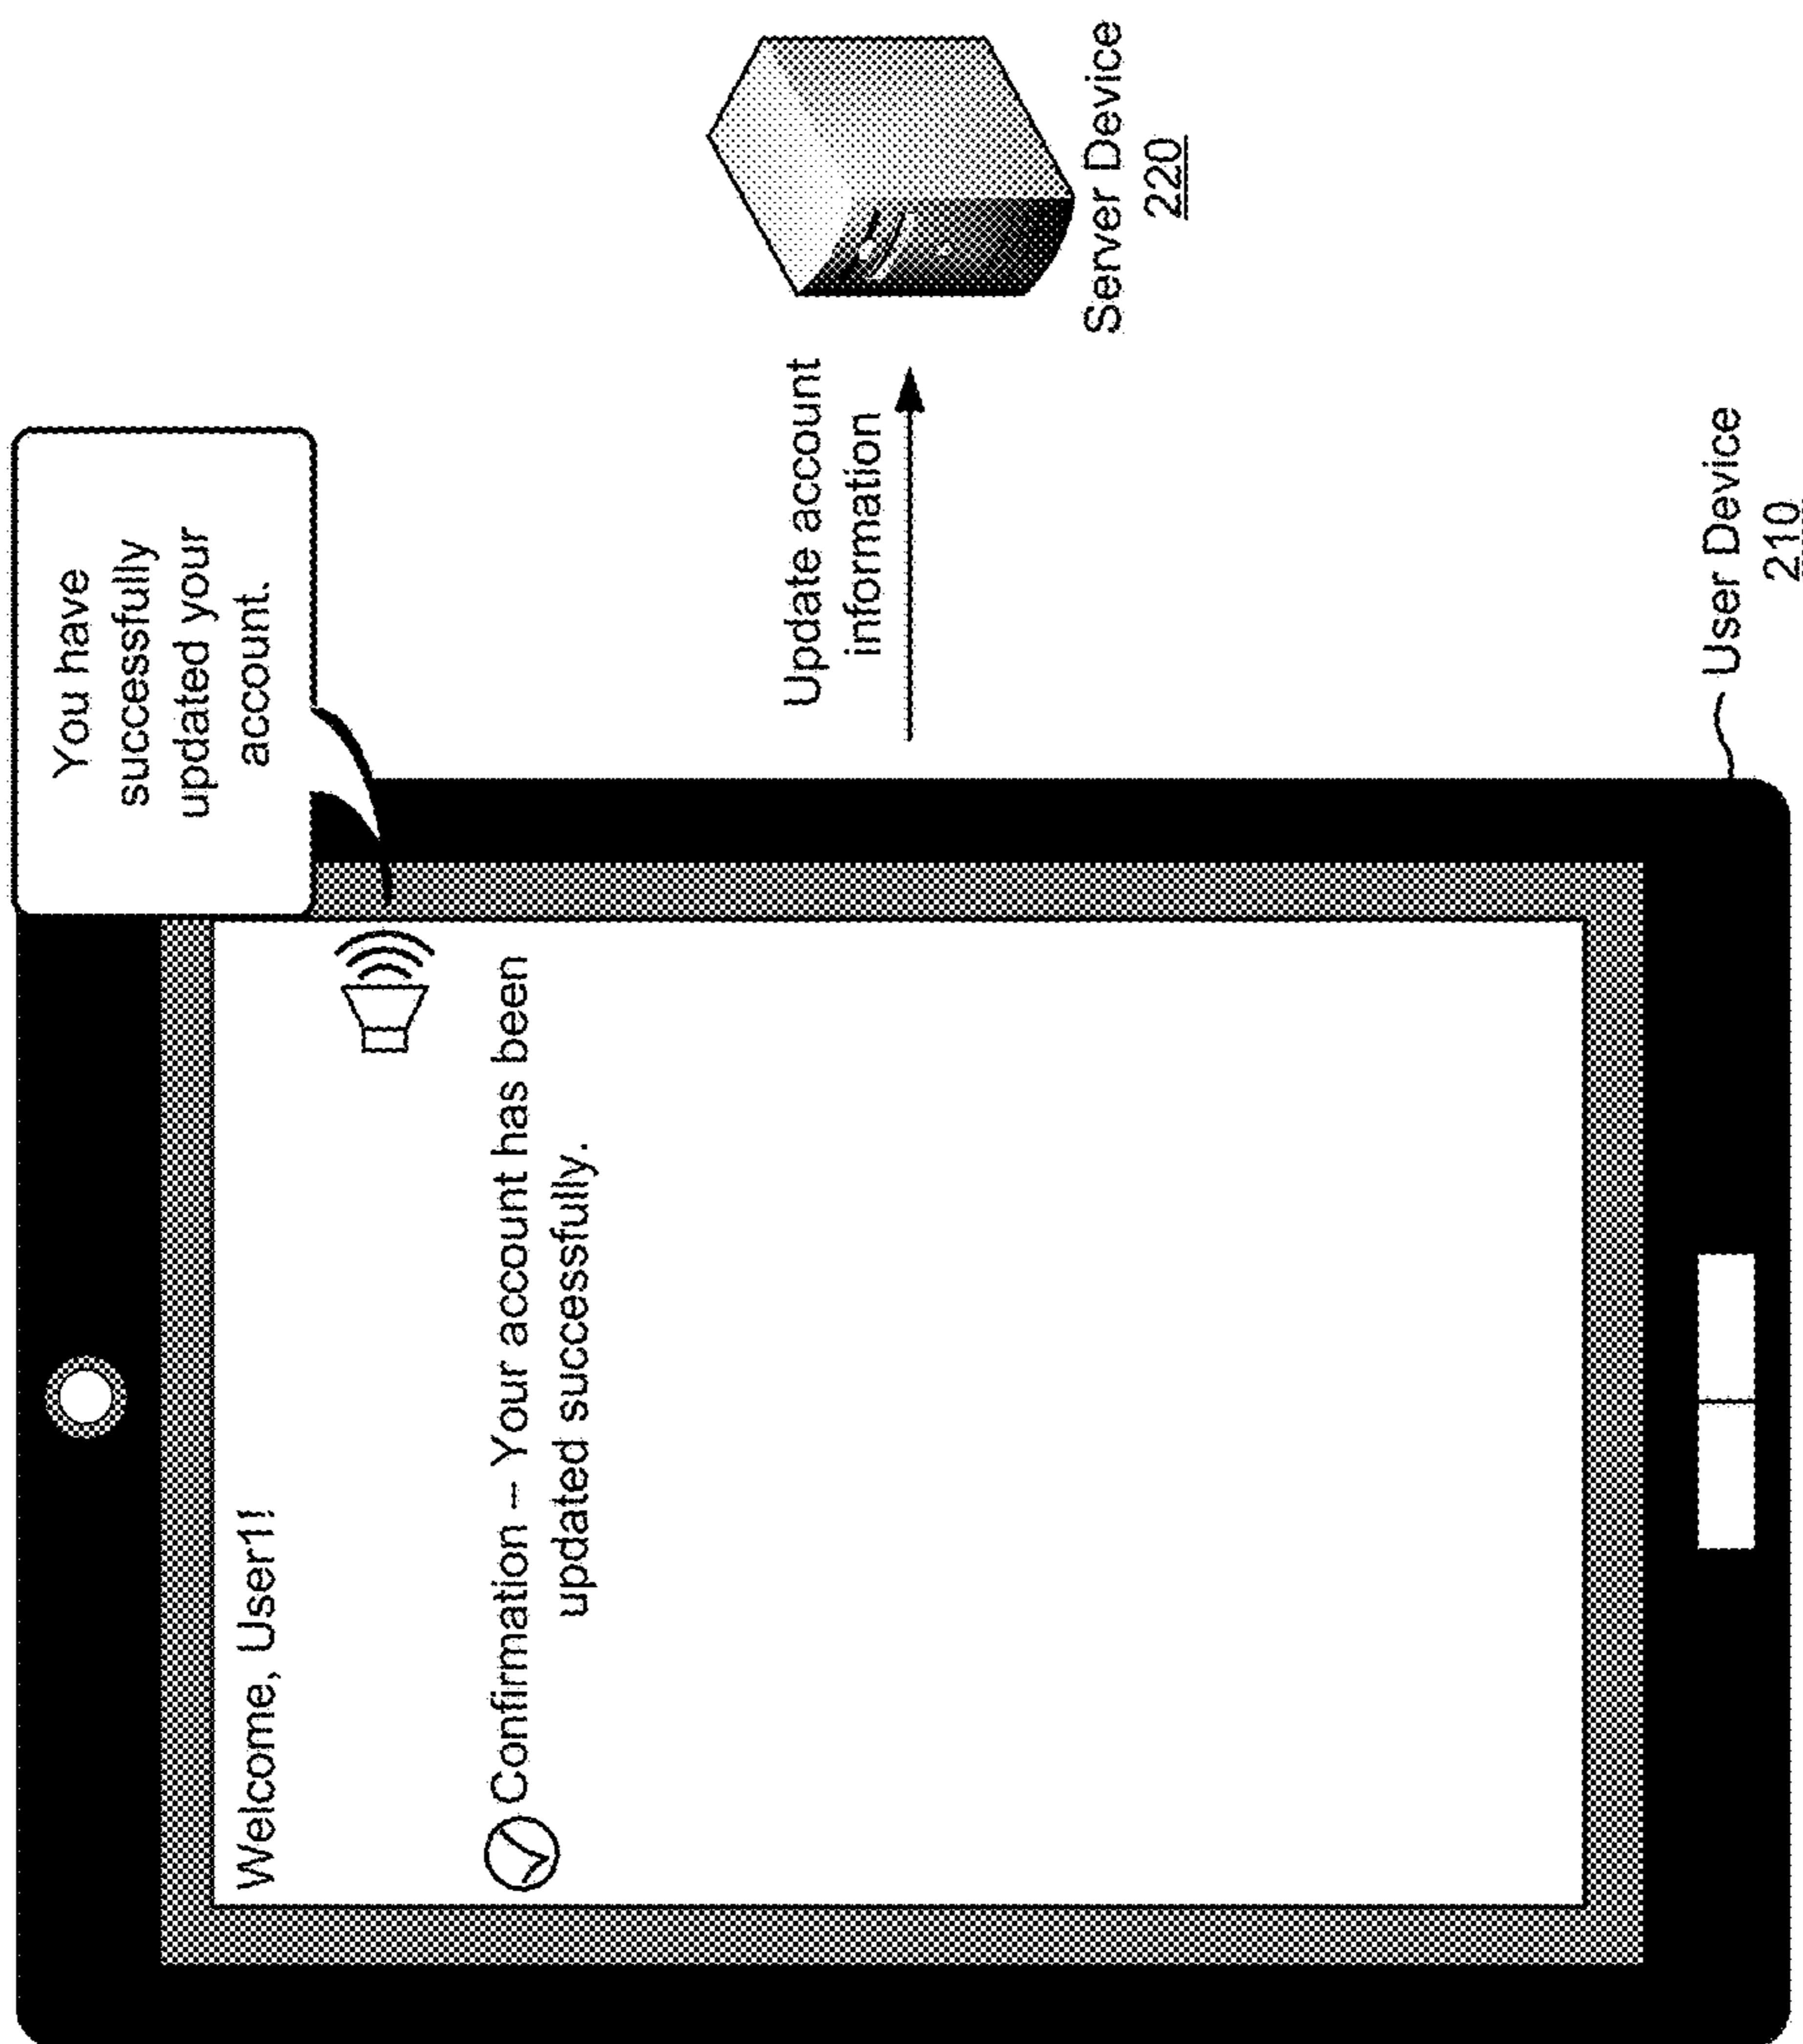 You have
successfully
updated your
account.
Welcome, User1!
Confirmation – Your account has been
updated successfully.
Update account
information
Server Device
220
User Device
210